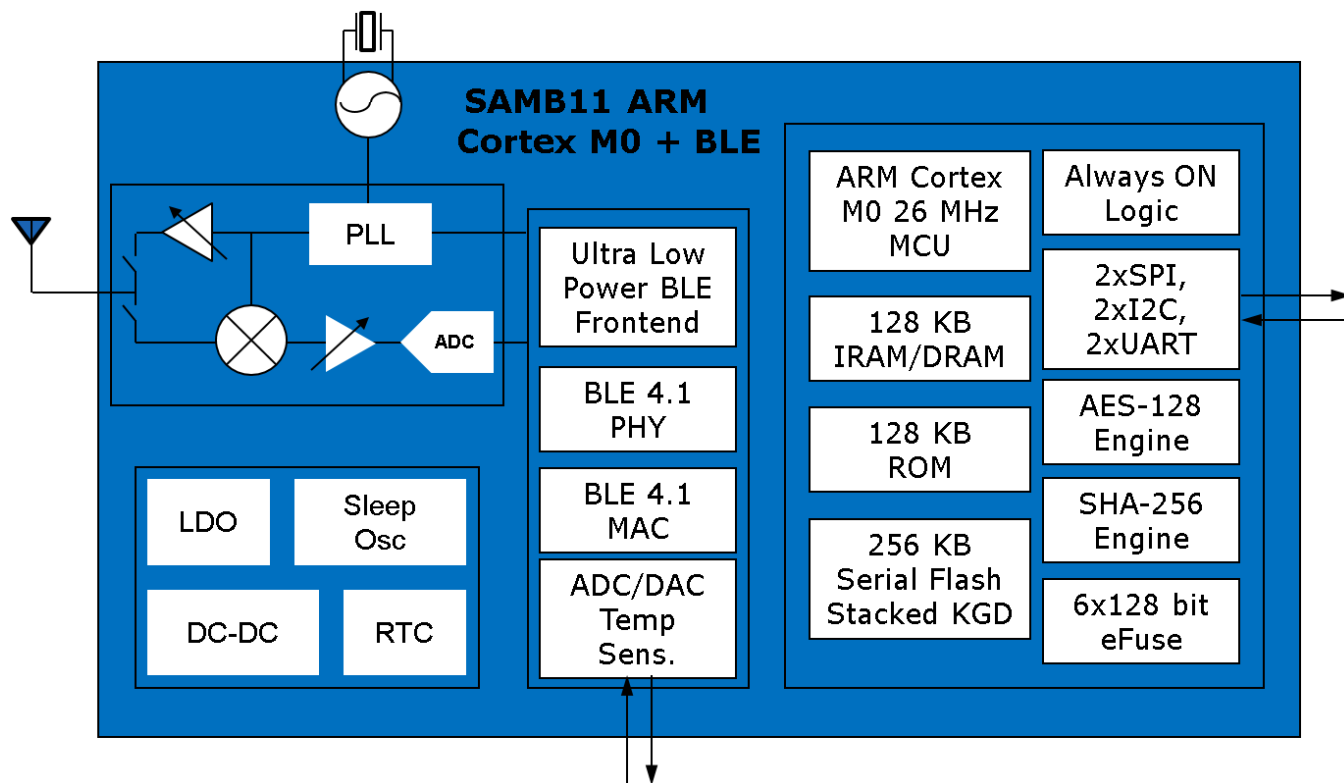 SAMB11 ARM
Cortex M0 + BLE
PLL
ADC
LDO
Sleep
Osc
DC-DC
RTC
Ultra Low
Power BLE
Frontend
BLE 4.1
PHY
BLE 4.1
MAC
ADC/DAC
Temp
Sens.
ARM Cortex
M0 26 MHz
MCU
128 KB
IRAM/DRAM
128 KB
ROM
256 KB
Serial Flash
Stacked KGD
Always ON
Logic
2xSPI,
2xI2C,
2xUART
AES-128
Engine
SHA-256
Engine
6x128 bit
eFuse